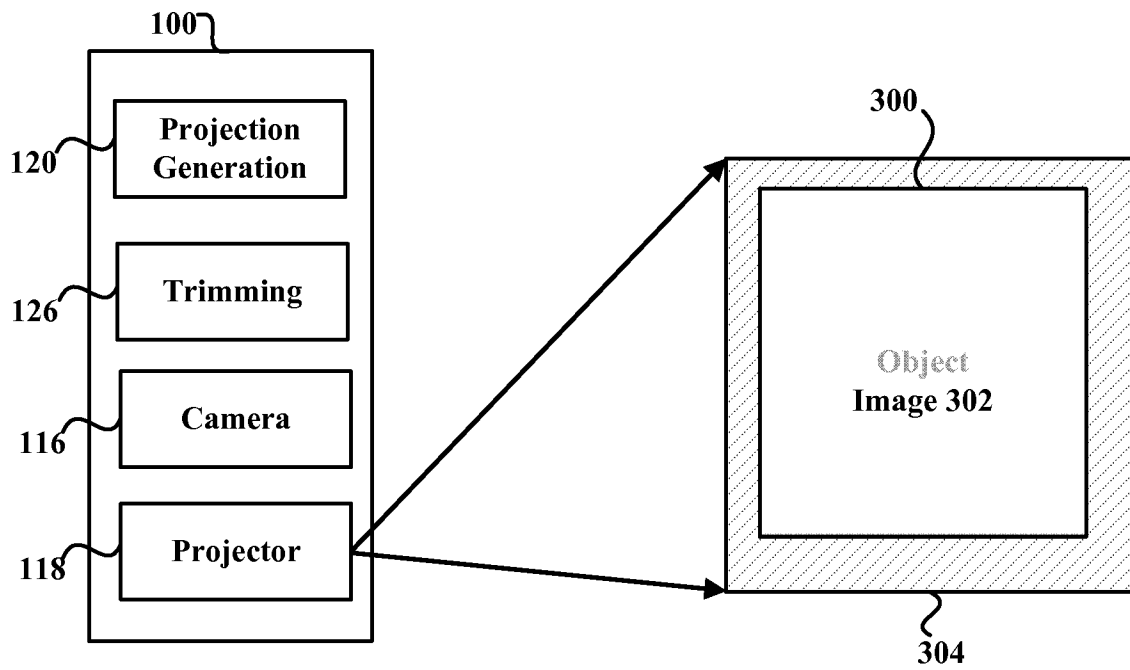 100
Projection
Generation
120
Trimming
126
Camera
116
Projector
118
300
Object
Image 302
304